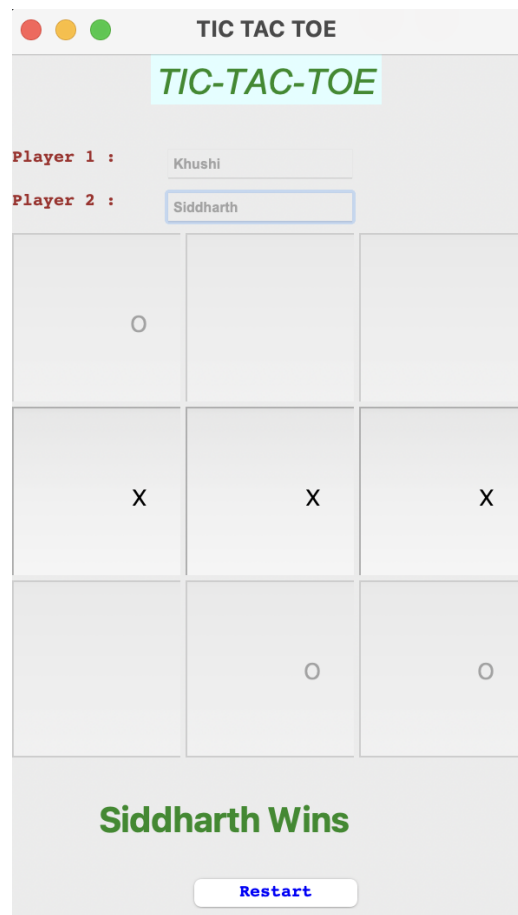 TIC TAC TOE
TIC-TAC-TOE
Player 1 : Khushi
Player 2 : Siddharth
O
X X X
O O
Siddharth Wins
Restart